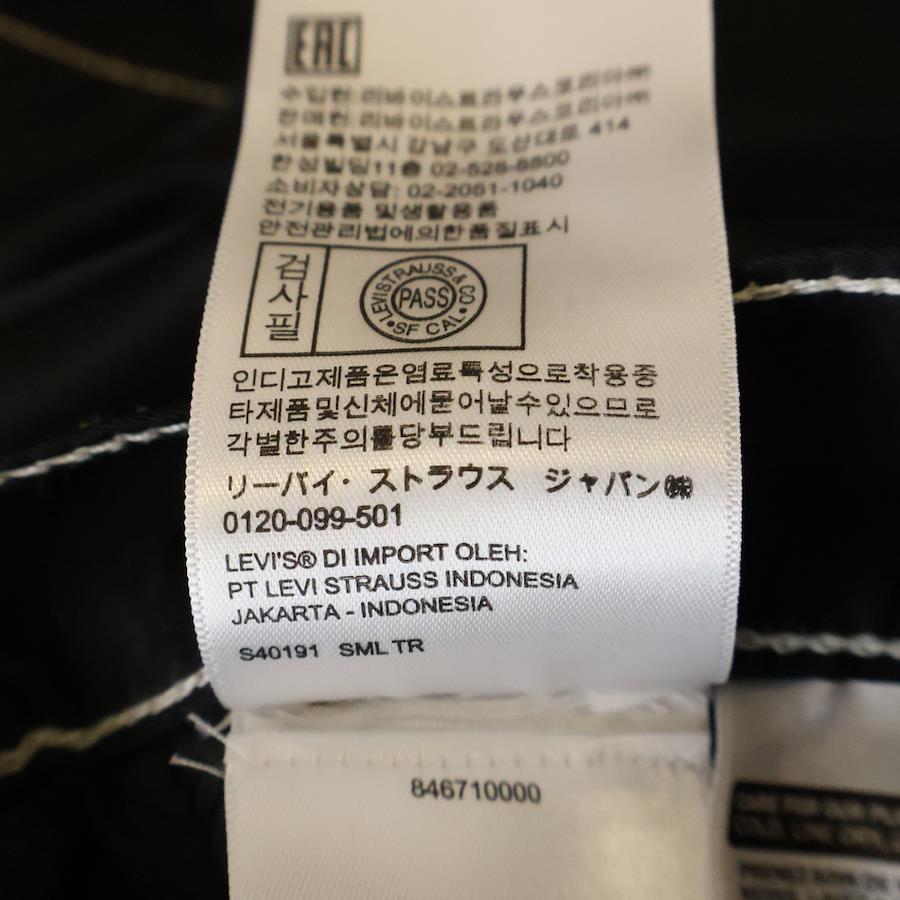 EAC
수입원:리바이스트라우스코리아㈜
판매원:리바이스트라우스코리아㈜
서울특별시 강남구 도산대로 414
한성빌딩11층 02-526-8800
소비자상담: 02-2051-1040
전기용품 및생활용품
안전관리법에의한품질표시
검사필
LEVI STRAUSS & CO
PASS
SF CAL
인디고제품은염료특성으로착용중
타제품및신체에묻어날수있으므로
각별한주의를당부드립니다
リーバイ・ストラウス ジャパン㈱
0120-099-501
LEVI'S® DI IMPORT OLEH:
PT LEVI STRAUSS INDONESIA
JAKARTA - INDONESIA
S40191 SML TR
846710000
CARE FOR OUR
COLD, LINE DRY,